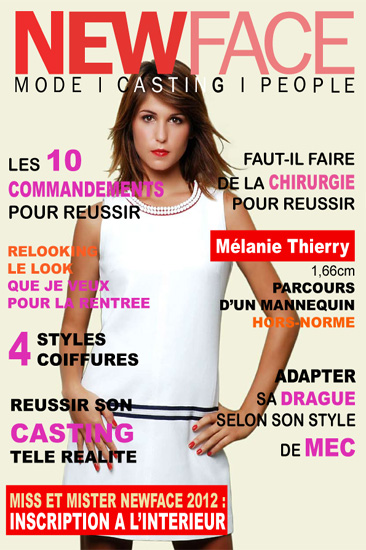 NEWFACE
MODE I CASTING I PEOPLE
LES 10
COMMANDEMENTS
POUR REUSSIR
FAUT-IL FAIRE
DE LA CHIRURGIE
POUR REUSSIR
RELOOKING
LE LOOK
QUE JE VEUX
POUR LA RENTREE
Mélanie Thierry
1,66cm
PARCOURS
D'UN MANNEQUIN
HORS-NORME
4 STYLES
COIFFURES
ADAPTER
SA DRAGUE
SELON SON STYLE
DE MEC
REUSSIR SON
CASTING
TELE REALITE
MISS ET MISTER NEWFACE 2012 :
INSCRIPTION A L'INTERIEUR